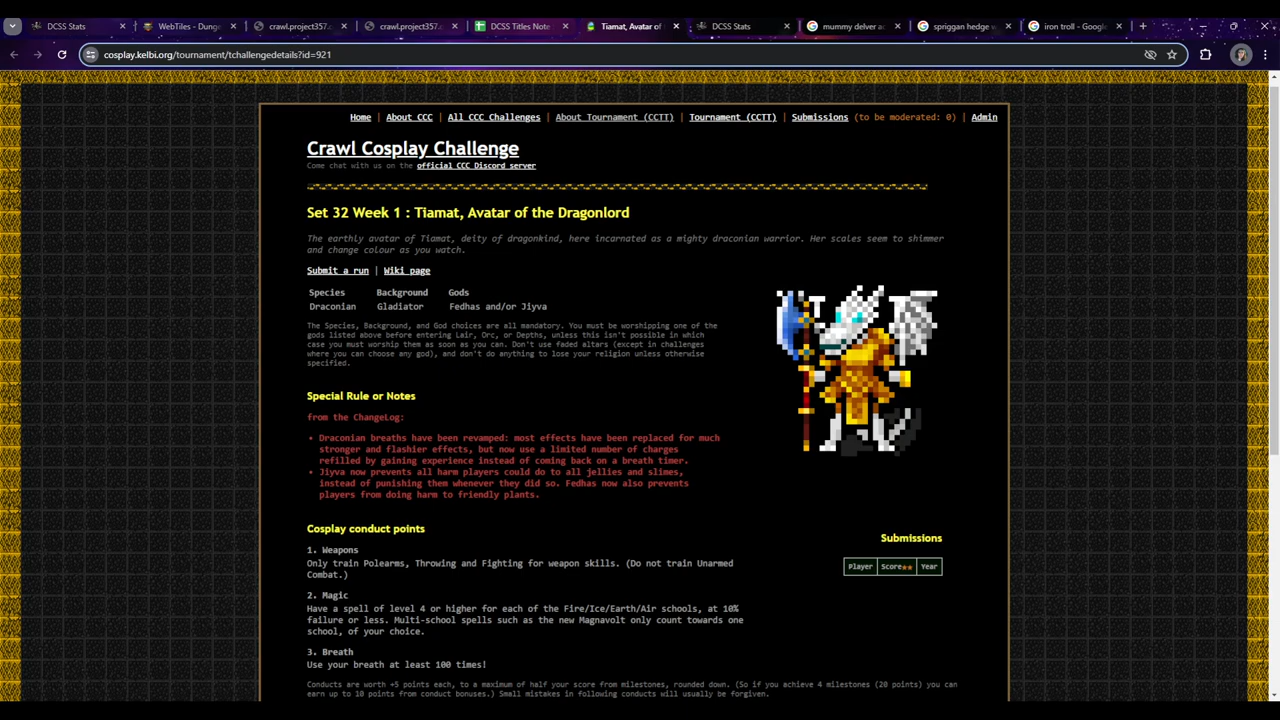 DCSS Stats
WebTiles - Dunge
crawl.project357.c
crawl.project357.c
DCSS Titles Note
Tiamat, Avatar of
DCSS Stats
mummy delver ac
spriggan hedge w
iron troll - Google
cosplay.kelbi.org/tournament/tchallengedetails?id=921
Home | About CCC | All CCC Challenges | About Tournament (CCTT) | Tournament (CCTT) | Submissions (to be moderated: 0) | Admin
Crawl Cosplay Challenge
Come chat with us on the official CCC Discord server
Set 32 Week 1 : Tiamat, Avatar of the Dragonlord
The earthly avatar of Tiamat, deity of dragonkind, here incarnated as a mighty draconian warrior. Her scales seem to shimmer
and change colour as you watch.
Submit a run | Wiki page
Species Background Gods
Draconian Gladiator Fedhas and/or Jiyva
The Species, Background, and God choices are all mandatory. You must be worshipping one of the
gods listed above before entering Lair, Orc, or Depths, unless this isn't possible in which
case you must worship them as soon as you can. Don't use faded altars (except in challenges
where you can choose any god), and don't do anything to lose your religion unless otherwise
specified.
Special Rule or Notes
from the ChangeLog:
• Draconian breaths have been revamped: most effects have been replaced for much
stronger and flashier effects, but now use a limited number of charges
refilled by gaining experience instead of coming back on a breath timer.
• Jiyva now prevents all harm players could do to all jellies and slimes,
instead of punishing them whenever they did so. Fedhas now also prevents
players from doing harm to friendly plants.
Cosplay conduct points
1. Weapons
Only train Polearms, Throwing and Fighting for weapon skills. (Do not train Unarmed
Combat.)
2. Magic
Have a spell of level 4 or higher for each of the Fire/Ice/Earth/Air schools, at 10%
failure or less. Multi-school spells such as the new Magnavolt only count towards one
school, of your choice.
3. Breath
Use your breath at least 100 times!
Conducts are worth +5 points each, to a maximum of half your score from milestones, rounded down. (So if you achieve 4 milestones (20 points) you can
earn up to 10 points from conduct bonuses.) Small mistakes in following conducts will usually be forgiven.
Submissions
Player Score★★ Year